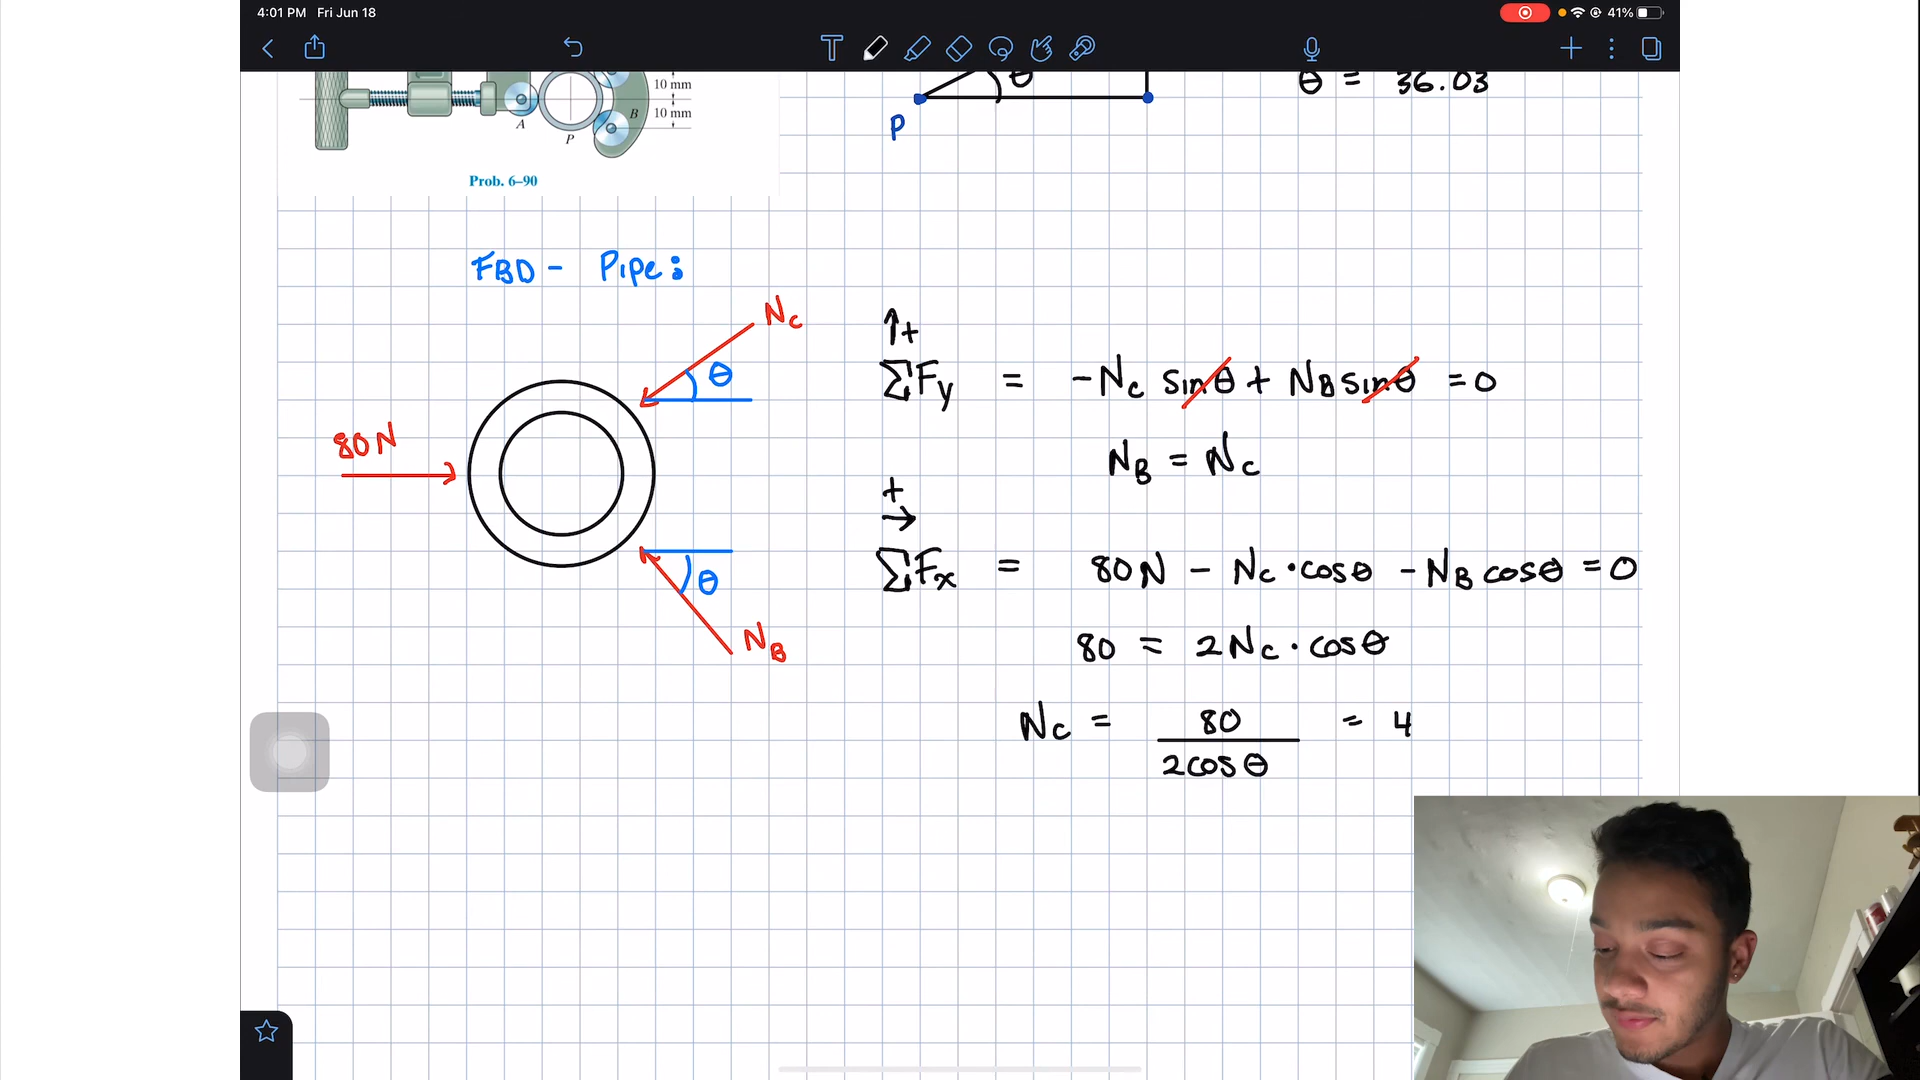 4:01 PM Fri Jun 18
41%
10 mm
10 mm
A
B
P
Prob. 6–90
θ
P
θ = 36.03
FBD - Pipe:
80N
Nc
θ
θ
NB
↑+
ΣFy = -Nc sinθ + NB sinθ = 0
NB = Nc
+
→
ΣFx = 80N - Nc·cosθ - NB cosθ = 0
80 = 2Nc·cosθ
Nc = 80 / 2cosθ = 4